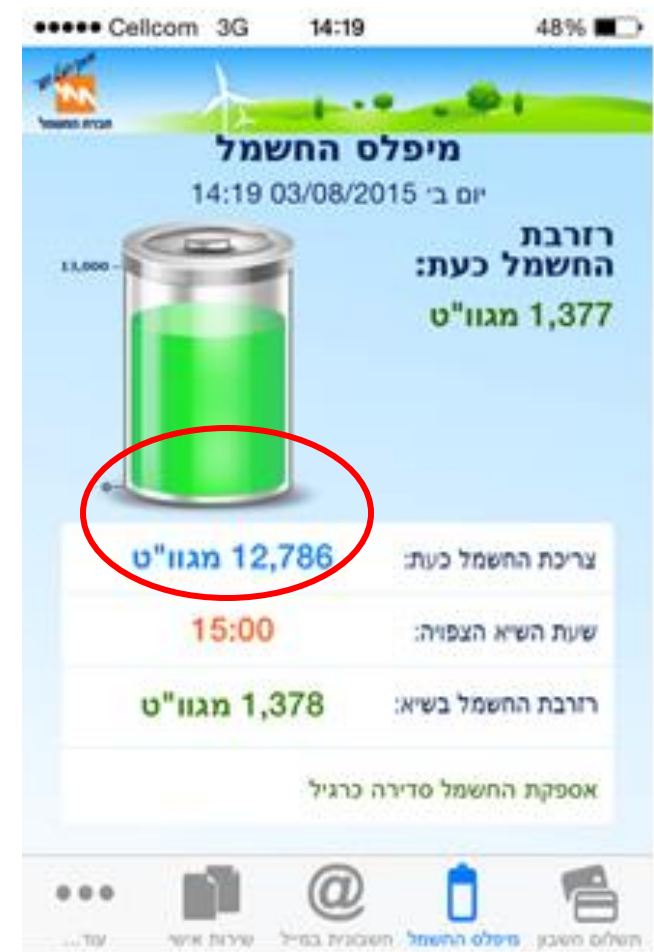 Cellcom 3G 14:19 48%
חברת החשמל
מיפלס החשמל
יום ב' 03/08/2015 14:19
רזרבת
החשמל כעת:
1,377 מגוו"ט
13,000
צריכת החשמל כעת: 12,786 מגוו"ט
שעת השיא הצפויה: 15:00
רזרבת החשמל בשיא: 1,378 מגוו"ט
אספקת החשמל סדירה כרגיל
תשלום חשבון מיפלס החשמל חשבונית במייל שירות אישי עוד...